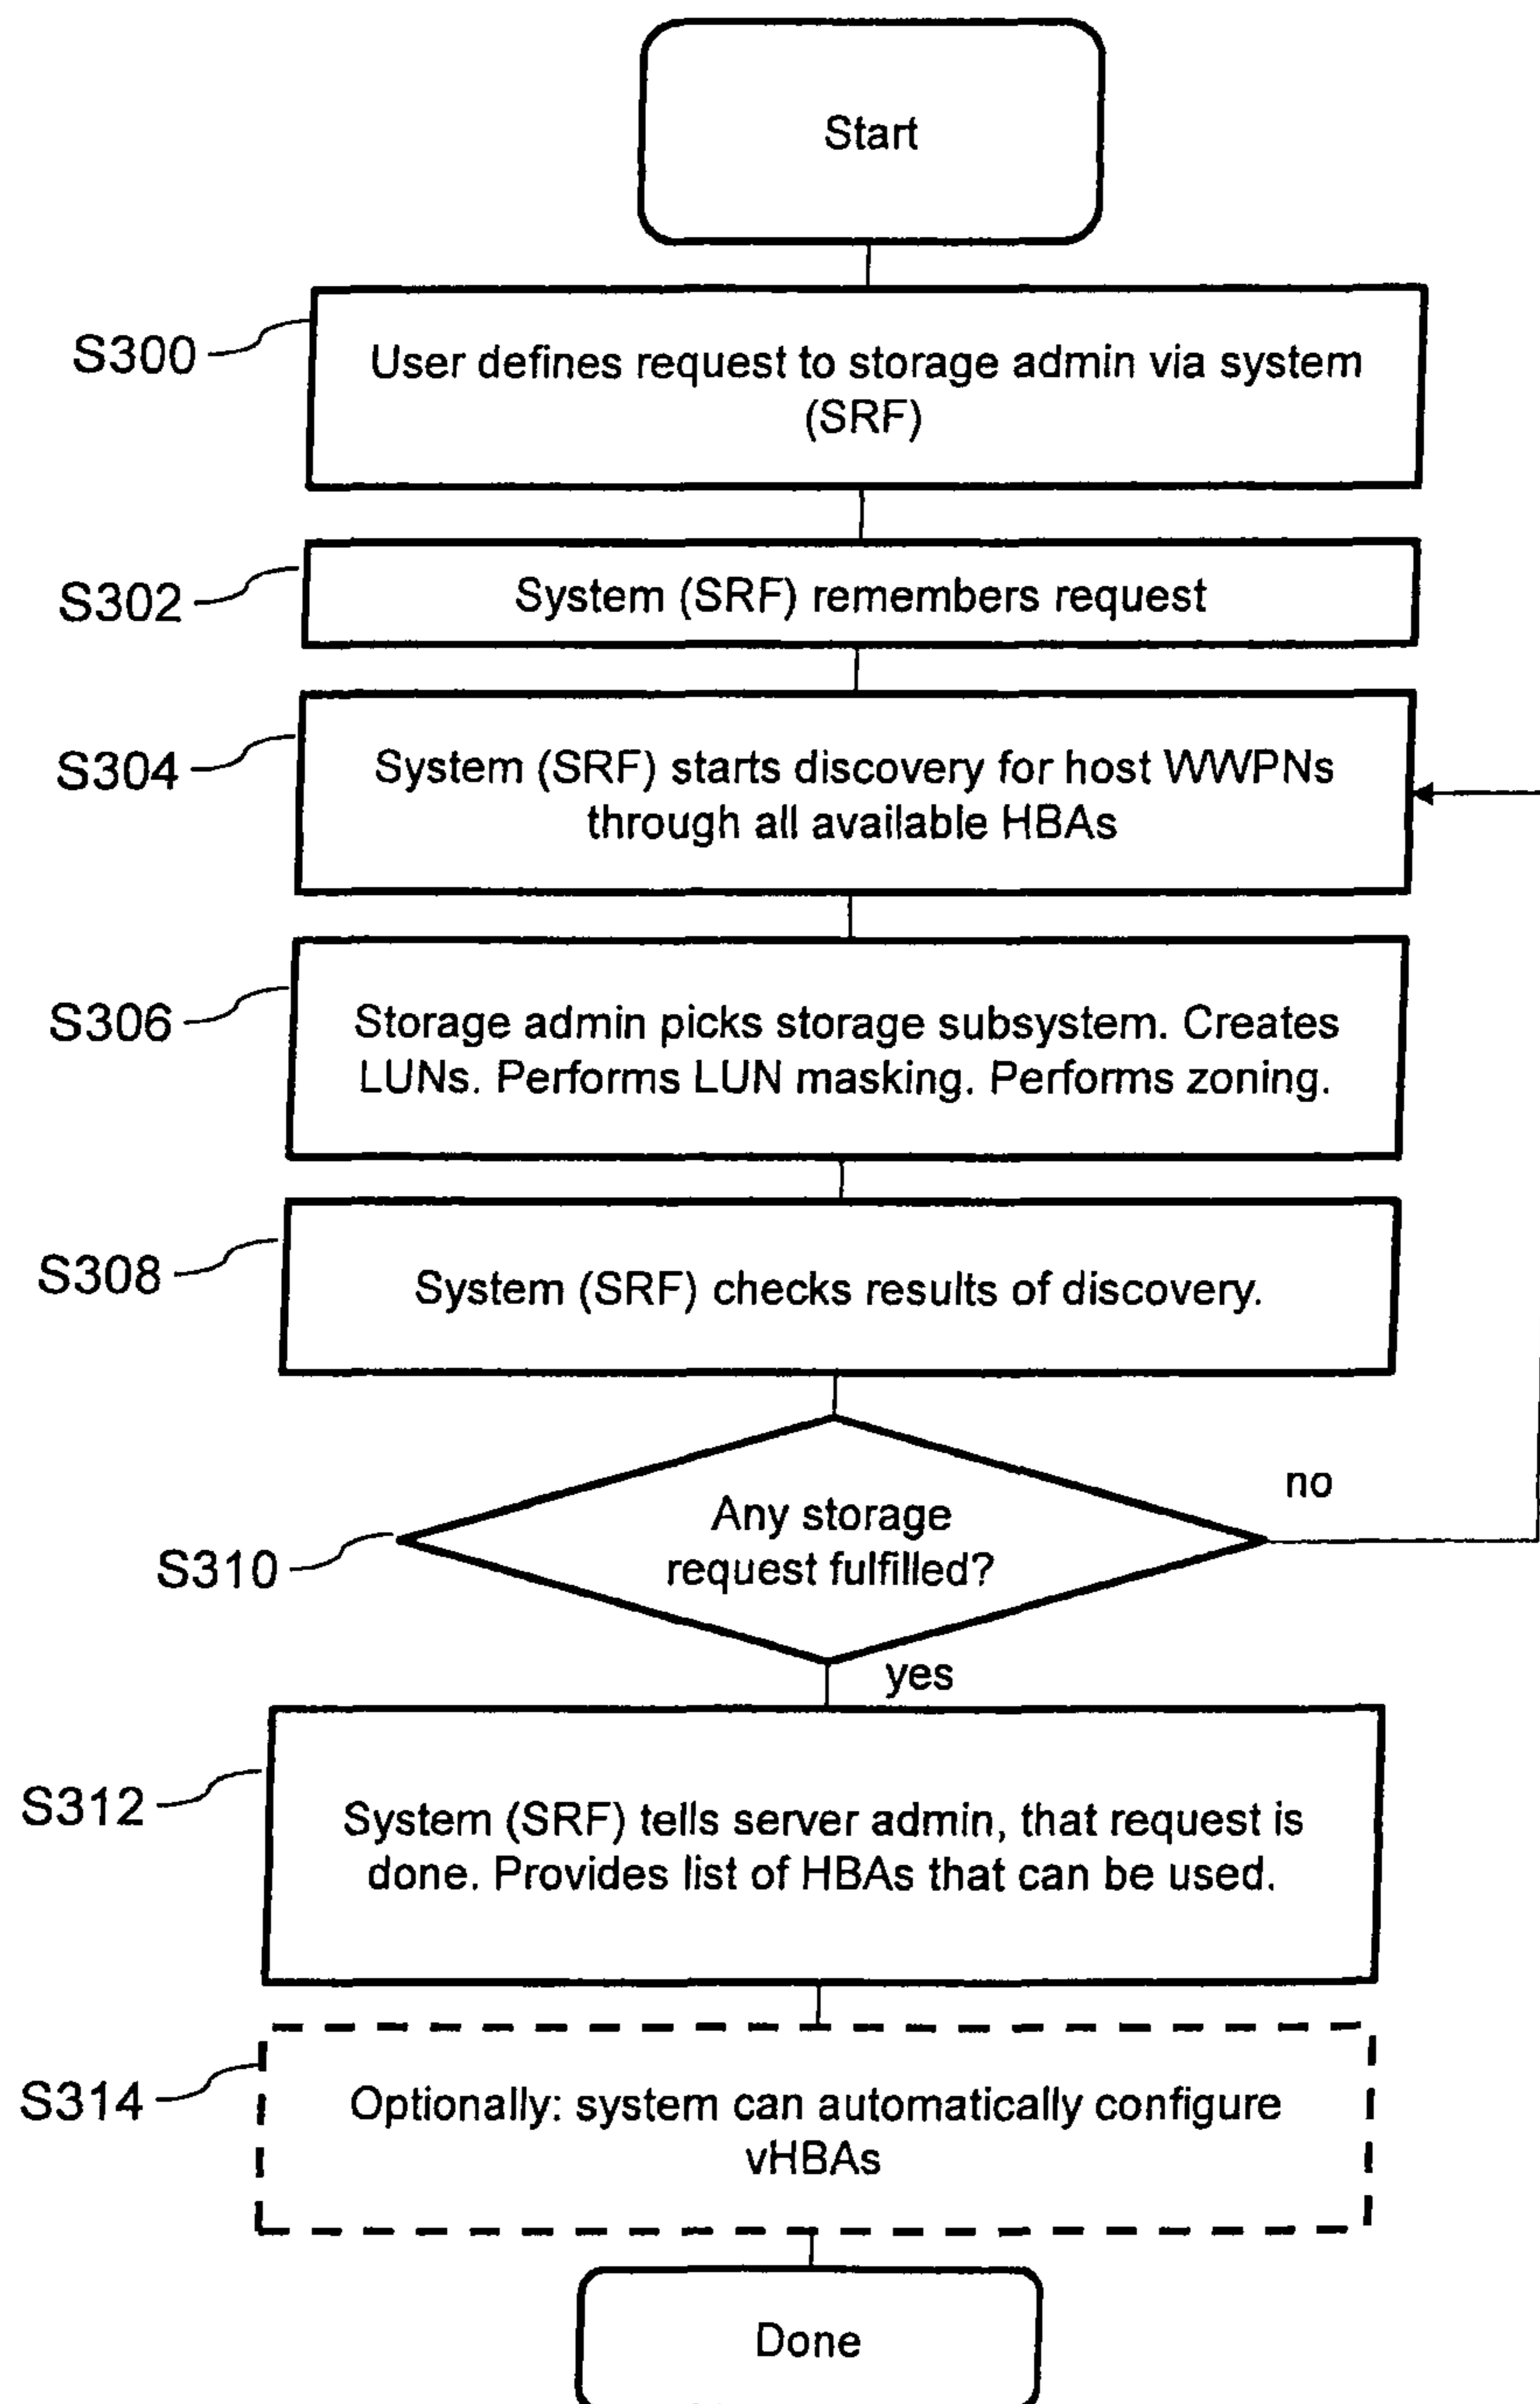 Start
S300
User defines request to storage admin via system
(SRF)
S302
System (SRF) remembers request
S304
System (SRF) starts discovery for host WWPNs
through all available HBAs
S306
Storage admin picks storage subsystem. Creates
LUNs. Performs LUN masking. Performs zoning.
S308
System (SRF) checks results of discovery.
S310
Any storage
request fulfilled?
no
yes
S312
System (SRF) tells server admin, that request is
done. Provides list of HBAs that can be used.
S314
Optionally: system can automatically configure
vHBAs
Done